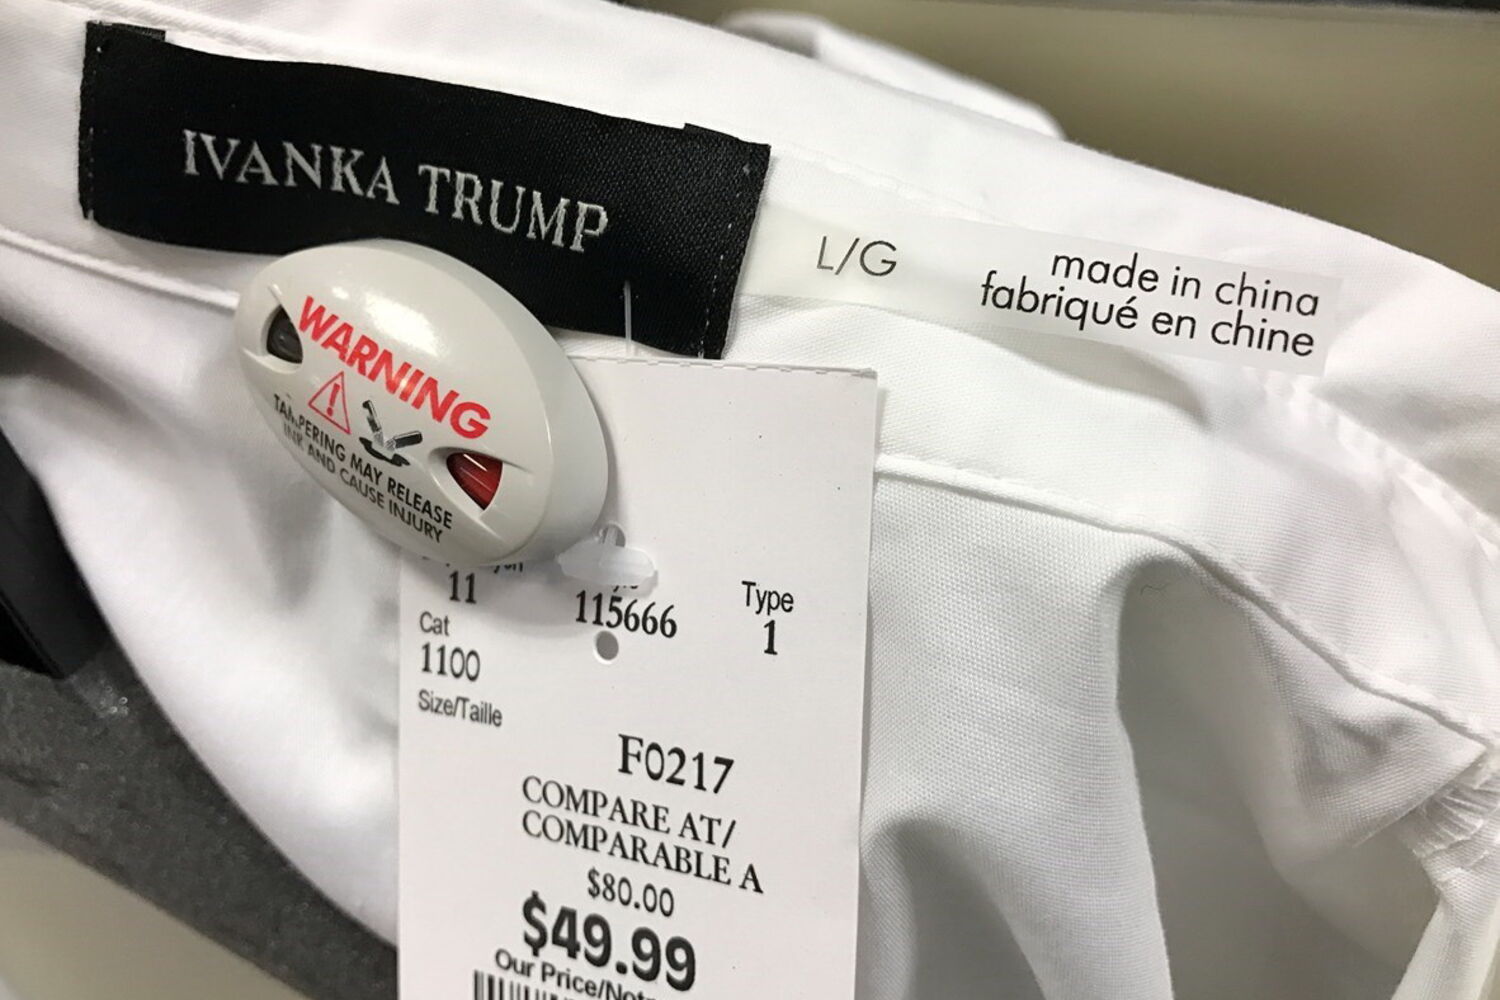 IVANKA TRUMP
L/G
made in china
fabriqué en chine
WARNING
TAMPERING MAY RELEASE
INK AND CAUSE INJURY
11
115666
Type
1
Cat
1100
Size/Taille
F0217
COMPARE AT/
COMPARABLE A
$80.00
$49.99
Our Price/